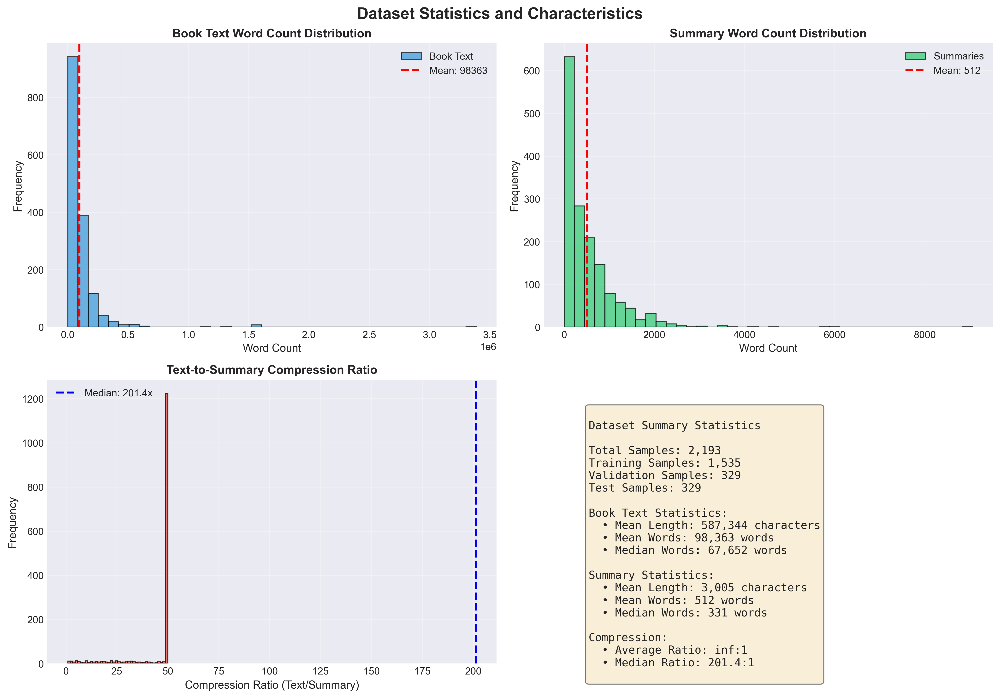 Dataset Statistics and Characteristics
Book Text Word Count Distribution
Book Text
Mean: 98363
Frequency
800
600
400
200
0
0.0 0.5 1.0 1.5 2.0 2.5 3.0 3.5
1e6
Word Count
Summary Word Count Distribution
Summaries
Mean: 512
Frequency
600
500
400
300
200
100
0
0 2000 4000 6000 8000
Word Count
Text-to-Summary Compression Ratio
Median: 201.4x
Frequency
1200
1000
800
600
400
200
0
0 25 50 75 100 125 150 175 200
Compression Ratio (Text/Summary)
Dataset Summary Statistics
Total Samples: 2,193
Training Samples: 1,535
Validation Samples: 329
Test Samples: 329
Book Text Statistics:
• Mean Length: 587,344 characters
• Mean Words: 98,363 words
• Median Words: 67,652 words
Summary Statistics:
• Mean Length: 3,005 characters
• Mean Words: 512 words
• Median Words: 331 words
Compression:
• Average Ratio: inf:1
• Median Ratio: 201.4:1